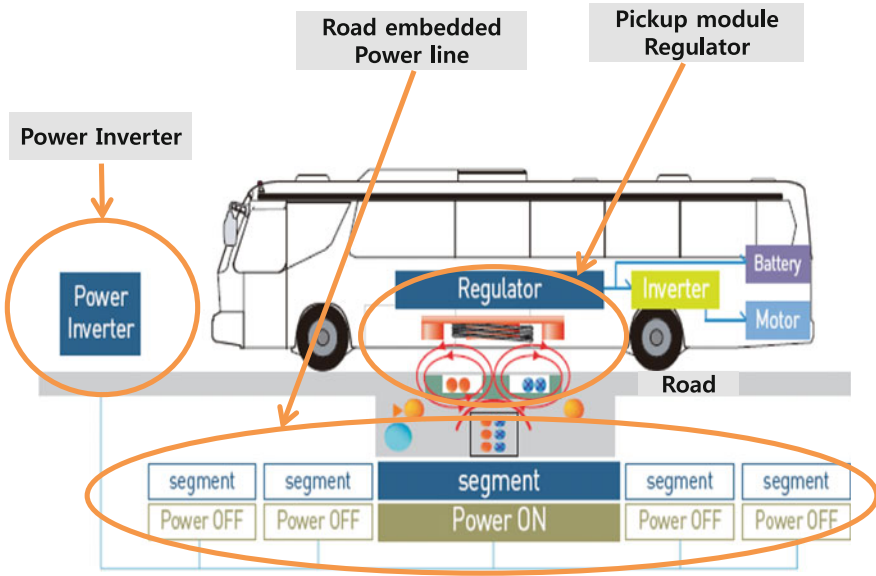 Road embedded
Power line
Pickup module
Regulator
Power Inverter
Power
Inverter
Regulator
Inverter
Battery
Motor
Road
segment
segment
segment
segment
segment
Power OFF
Power OFF
Power ON
Power OFF
Power OFF